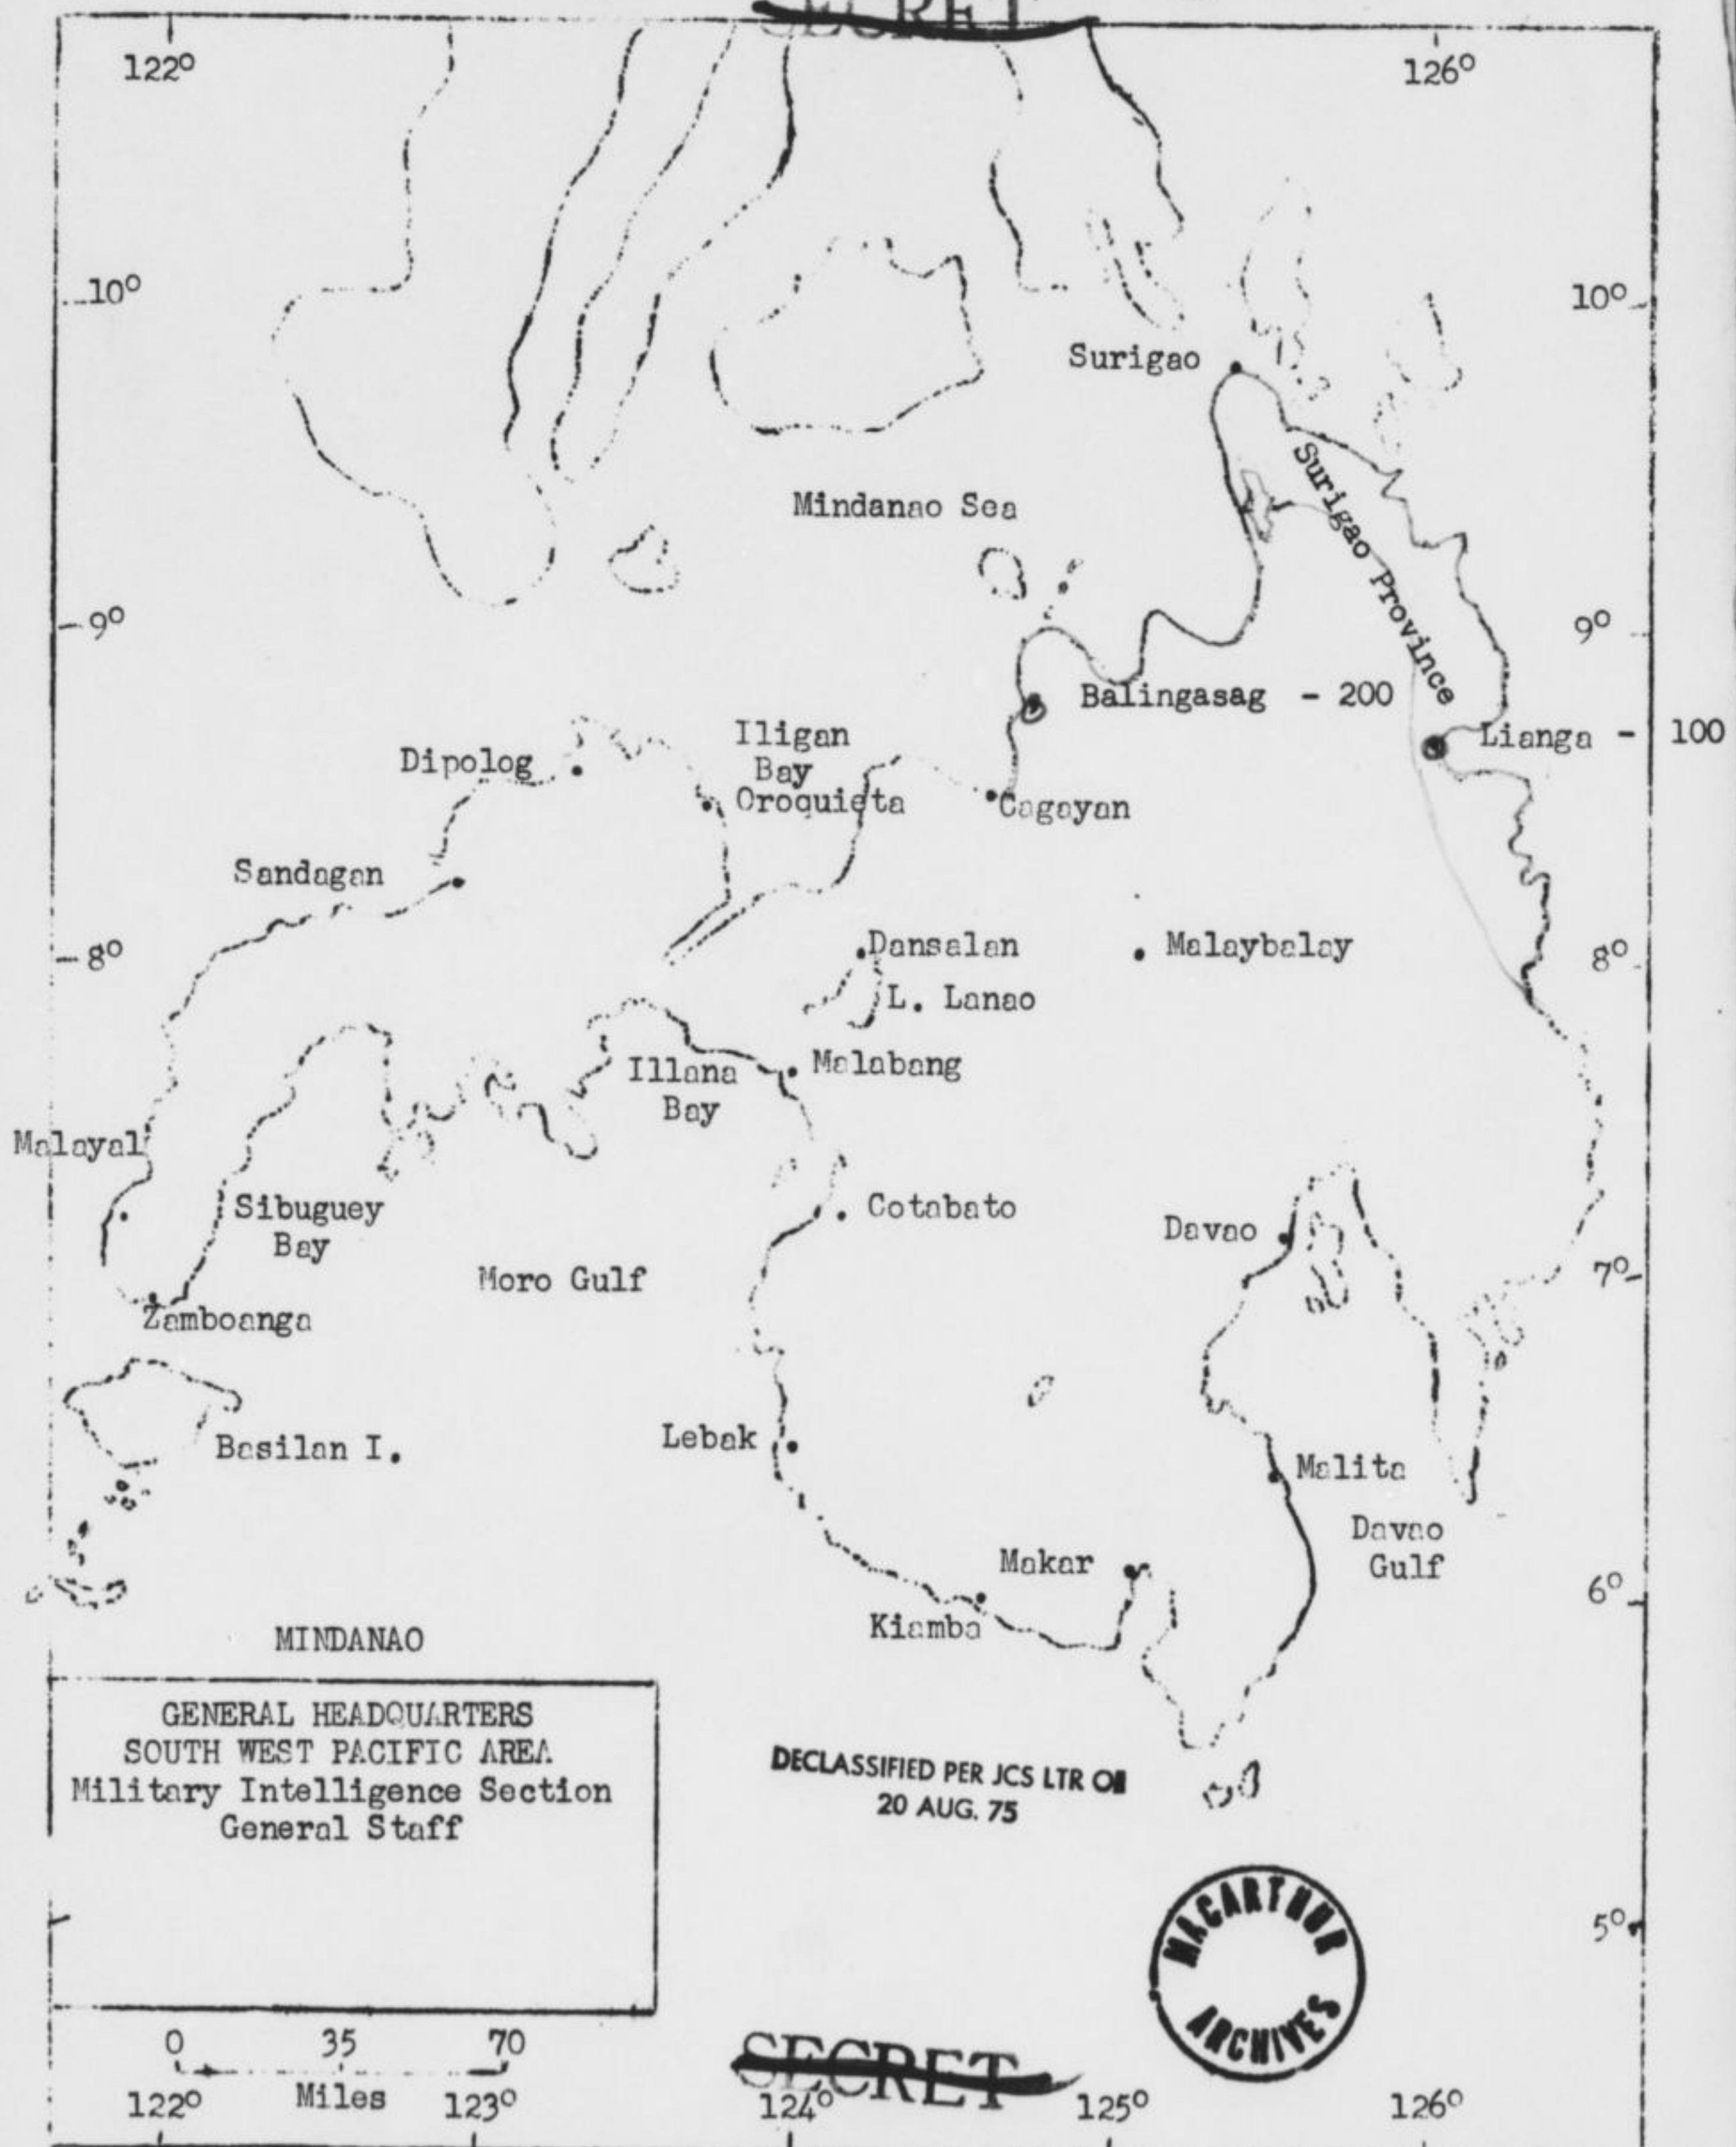 SECRET
122° 126°
10° 10°
Surigao
Surigao Province
Mindanao Sea
9° 9°
Balingasag - 200
Iligan
Bay
Lianga - 100
Dipolog
Oroquieta
Cagayan
Sandagan
8° 8°
Dansalan
Malaybalay
L. Lanao
Illana
Bay
Malabang
Malayal
Sibuguey
Bay
Cotabato
Davao
Moro Gulf
7°
Zamboanga
Basilan I.
Lebak
Malita
Davao
Gulf
Makar
6°
Kiamba
MINDANAO
GENERAL HEADQUARTERS
SOUTH WEST PACIFIC AREA
Military Intelligence Section
General Staff
DECLASSIFIED PER JCS LTR
20 AUG. 75
MACARTHUR
ARCHIVES
5°
0 35 70
Miles
SECRET
122° 123° 124° 125° 126°